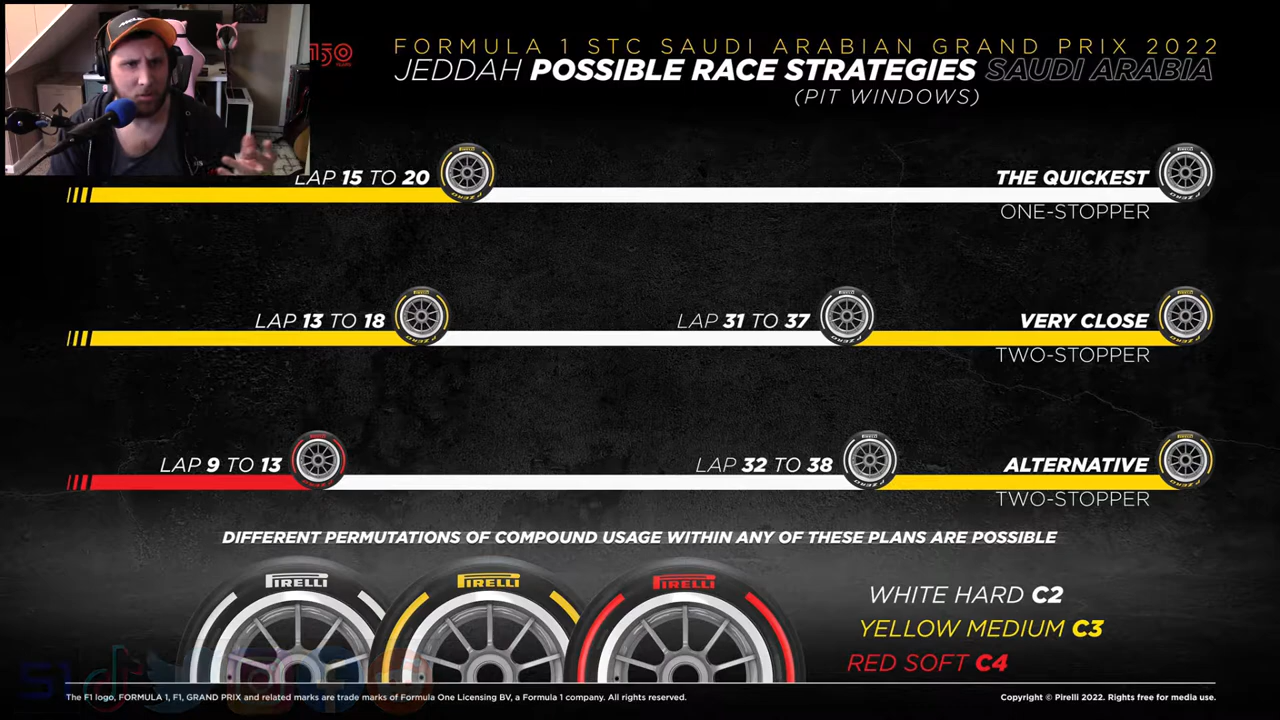 150
YEARS
FORMULA 1 STC SAUDI ARABIAN GRAND PRIX 2022
JEDDAH POSSIBLE RACE STRATEGIES SAUDI ARABIA
(PIT WINDOWS)
LAP 15 TO 20
THE QUICKEST
ONE-STOPPER
LAP 13 TO 18
LAP 31 TO 37
VERY CLOSE
TWO-STOPPER
LAP 9 TO 13
LAP 32 TO 38
ALTERNATIVE
TWO-STOPPER
DIFFERENT PERMUTATIONS OF COMPOUND USAGE WITHIN ANY OF THESE PLANS ARE POSSIBLE
PIRELLI
PIRELLI
PIRELLI
WHITE HARD C2
YELLOW MEDIUM C3
RED SOFT C4
The F1 logo, FORMULA 1, F1, GRAND PRIX and related marks are trade marks of Formula One Licensing BV, a Formula 1 company. All rights reserved.
Copyright © Pirelli 2022. Rights free for media use.